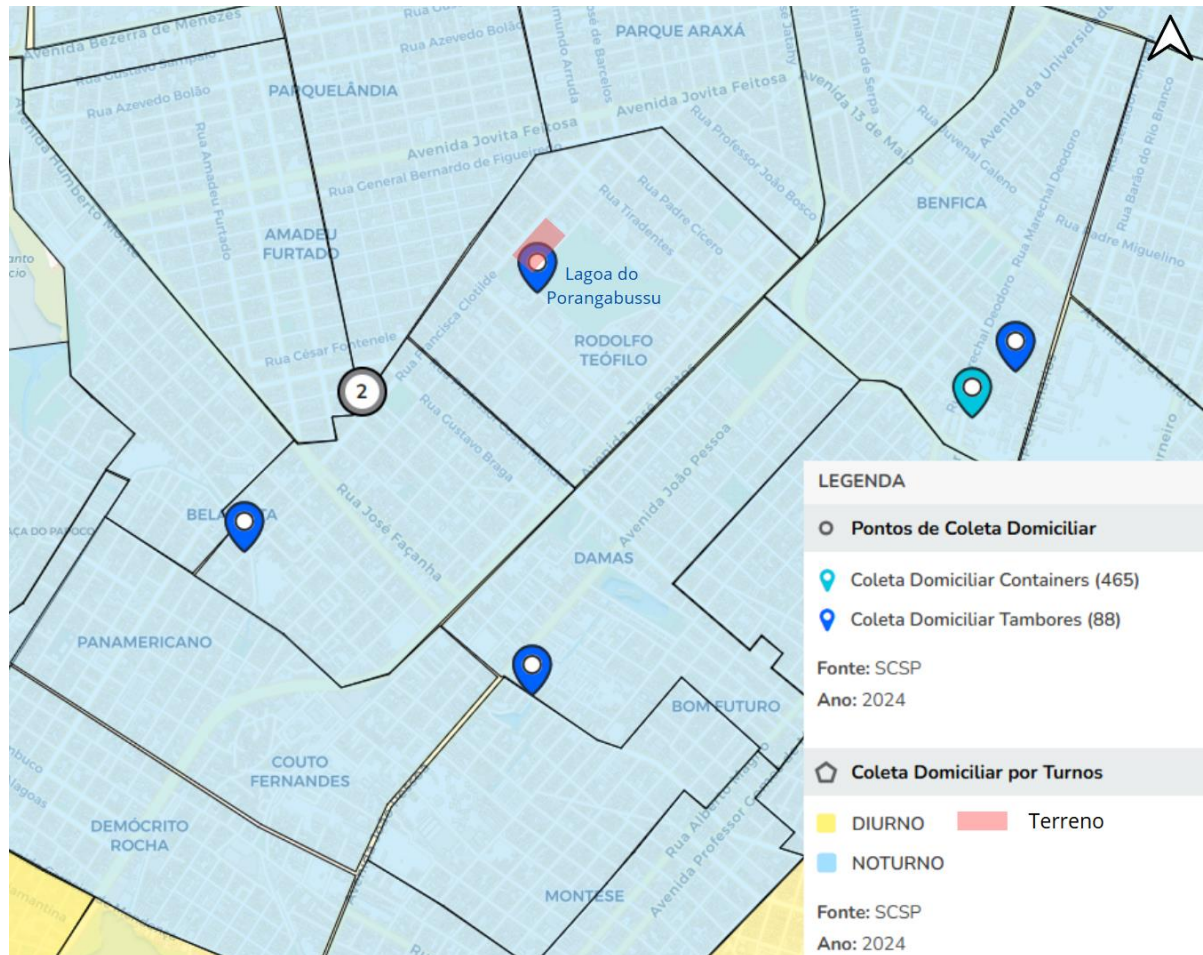 Avenida Bezerra de Menezes
Rua Gustavo Sampaio
Rua Azevedo Bolão
Rua Azevedo Bolão
PARQUELÂNDIA
PARQUE ARAXÁ
Avenida Jovita Feitosa
Avenida Jovita Feitosa
Avenida 13 de Maio
Rua General Bernardo de Figueiredo
Rua Professor João Bosco
Rua Padre Cícero
Rua Tiradentes
Rua Amadeu Furtado
Avenida Humberto Monte
AMADEU
FURTADO
Rua Juvenal Galeno
BENFICA
Rua Marechal Deodoro
Rua Barão do Rio Branco
Rua Padre Miguelino
Lagoa do
Porangabussu
RODOLFO
TEÓFILO
Rua Francisca Clotilde
Rua César Fontenele
2
Rua Gustavo Braga
Avenida José Bastos
Avenida João Pessoa
Rua José Façanha
DAMAS
PANAMERICANO
BOM FUTURO
COUTO
FERNANDES
DEMÓCRITO
ROCHA
MONTESE
LEGENDA
Pontos de Coleta Domiciliar
Coleta Domiciliar Containers (465)
Coleta Domiciliar Tambores (88)
Fonte: SCSP
Ano: 2024
Coleta Domiciliar por Turnos
DIURNO
Terreno
NOTURNO
Fonte: SCSP
Ano: 2024